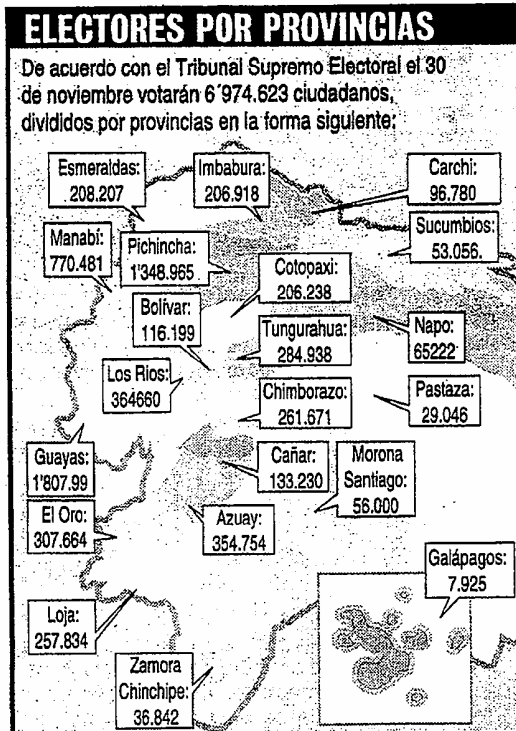 ELECTORES POR PROVINCIAS
De acuerdo con el Tribunal Supremo Electoral el 30
de noviembre votarán 6´974.623 ciudadanos,
divididos por provincias en la forma siguiente:
Esmeraldas:
208.207
Imbabura:
206.918
Carchi:
96.780
Sucumbios:
53.056.
Manabí:
770.481
Pichincha:
1'348.965
Cotopaxi:
206.238
Bolívar:
116.199
Tungurahua:
284.938
Napo:
65222
Los Rios:
364660
Chimborazo:
261.671
Pastaza:
29.046
Guayas:
1'807.99
Cañar:
133.230
Morona
Santiago:
56.000
El Oro:
307.664
Azuay:
354.754
Galápagos:
7.925
Loja:
257.834
Zamora
Chinchipe:
36.842